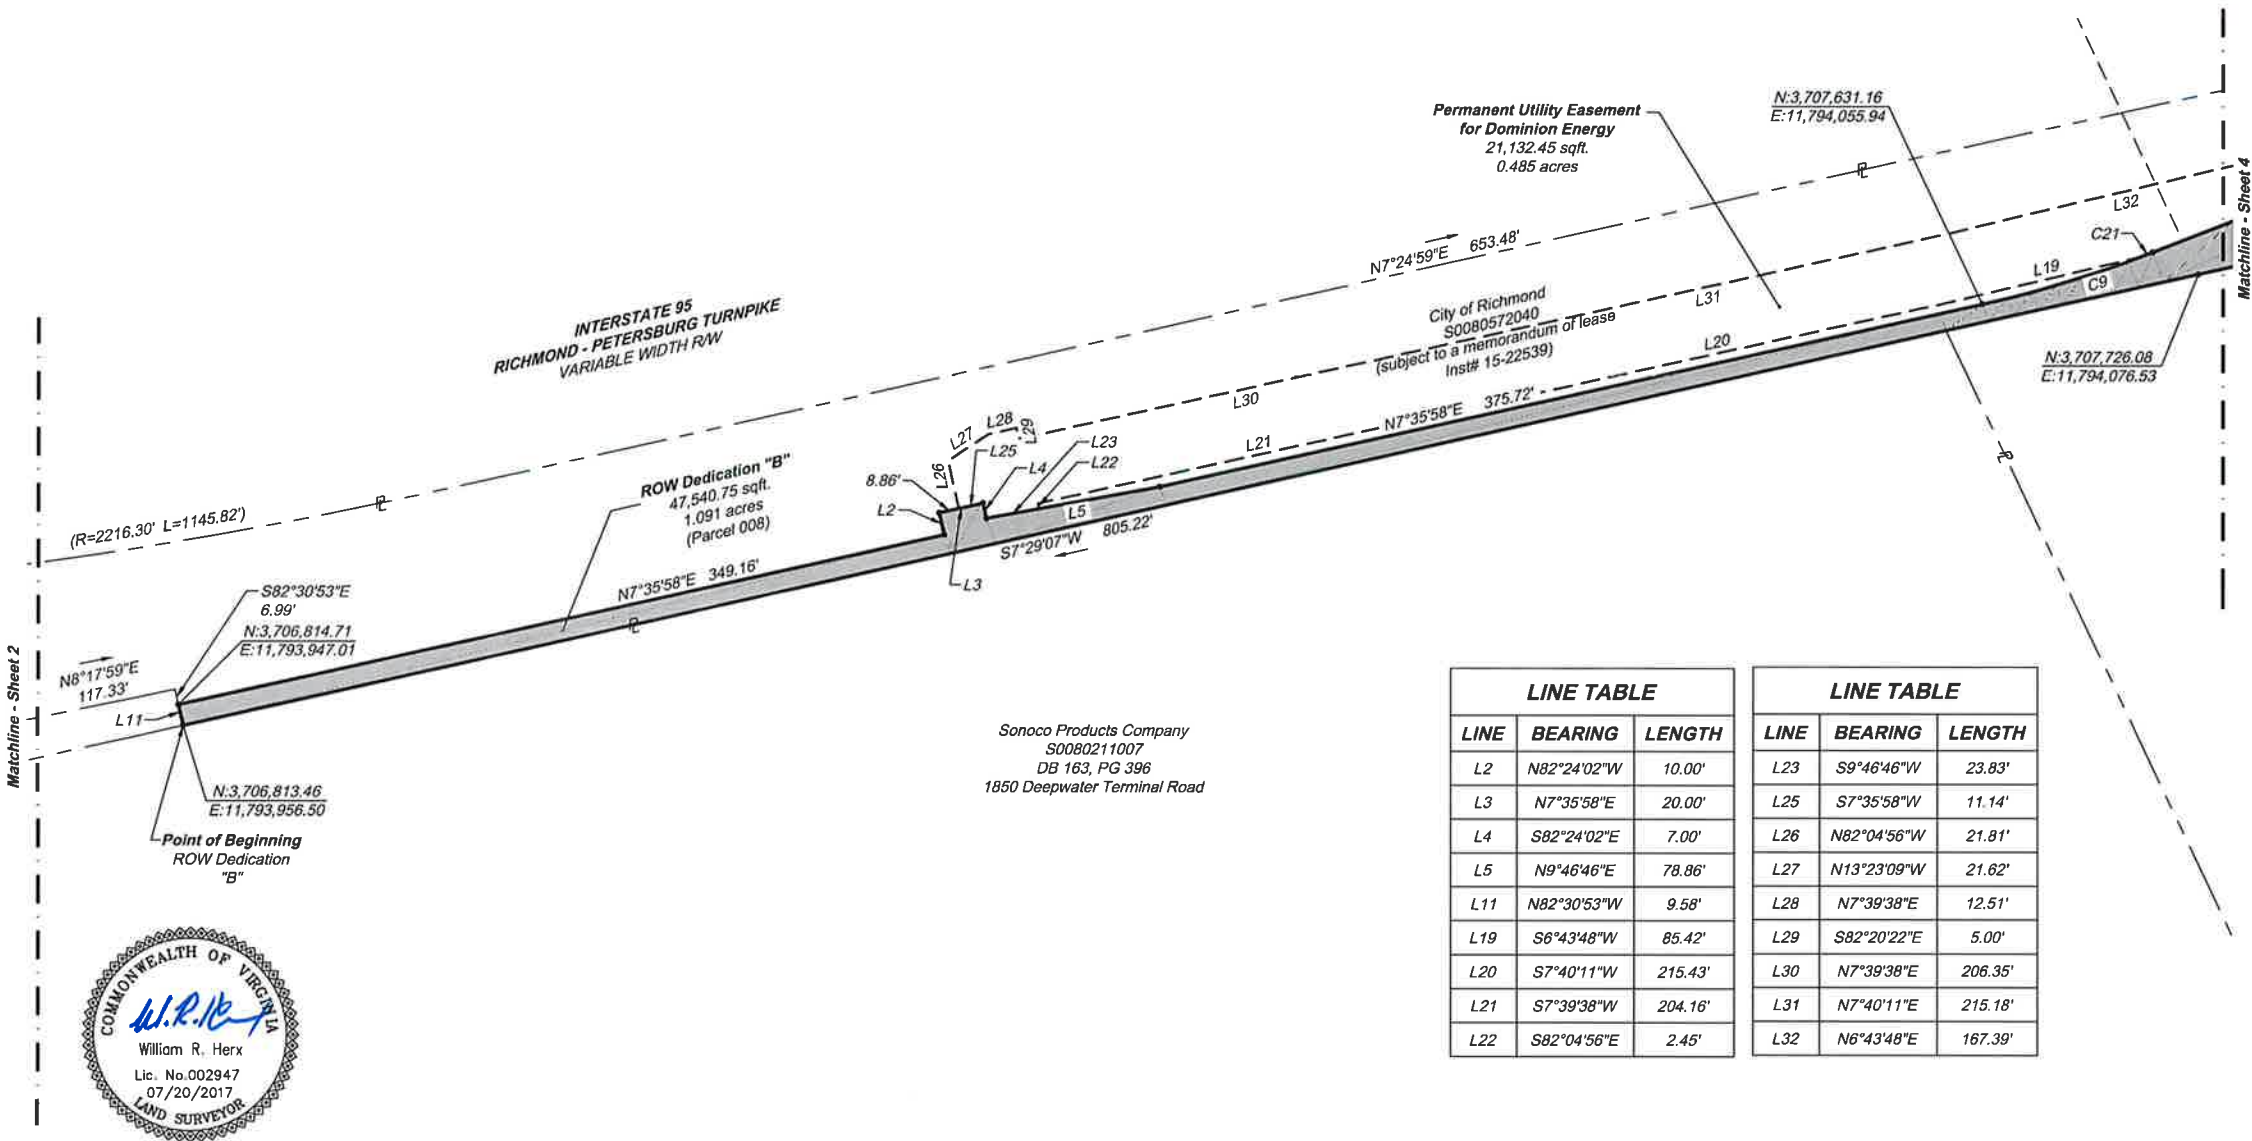 Permanent Utility Easement
for Dominion Energy
21,132.45 sqft.
0.485 acres
N:3,707,631.16
E:11,794,055.94
Matchline - Sheet 4
L32
C21
L19
C9
N7°24'59"E 653.48'
L31
City of Richmond
S0080572040
(subject to a memorandum of lease
Inst# 15-22539)
L20
N:3,707,726.08
E:11,794,076.53
INTERSTATE 95
RICHMOND - PETERSBURG TURNPIKE
VARIABLE WIDTH R/W
L30
N7°35'58"E 375.72'
L28
L27
L29
L23
L25
L21
L22
L4
L26
8.86'
L2
L5
ROW Dedication "B"
47,540.75 sqft.
1.091 acres
(Parcel 008)
S7°29'07"W 805.22'
L3
(R=2216.30' L=1145.82')
N7°35'58"E 349.16'
S82°30'53"E
6.99'
N:3,706,814.71
E:11,793,947.01
Matchline - Sheet 2
N8°17'59"E
117.33'
L11
N:3,706,813.46
E:11,793,956.50
Point of Beginning
ROW Dedication
"B"
Sonoco Products Company
S0080211007
DB 163, PG 396
1850 Deepwater Terminal Road
LINE TABLE
LINE BEARING LENGTH
L2 N82°24'02"W 10.00'
L3 N7°35'58"E 20.00'
L4 S82°24'02"E 7.00'
L5 N9°46'46"E 78.86'
L11 N82°30'53"W 9.58'
L19 S6°43'48"W 85.42'
L20 S7°40'11"W 215.43'
L21 S7°39'38"W 204.16'
L22 S82°04'56"E 2.45'
LINE TABLE
LINE BEARING LENGTH
L23 S9°46'46"W 23.83'
L25 S7°35'58"W 11.14'
L26 N82°04'56"W 21.81'
L27 N13°23'09"W 21.62'
L28 N7°39'38"E 12.51'
L29 S82°20'22"E 5.00'
L30 N7°39'38"E 206.35'
L31 N7°40'11"E 215.18'
L32 N6°43'48"E 167.39'
COMMONWEALTH OF VIRGINIA
William R. Herx
Lic. No.002947
07/20/2017
LAND SURVEYOR